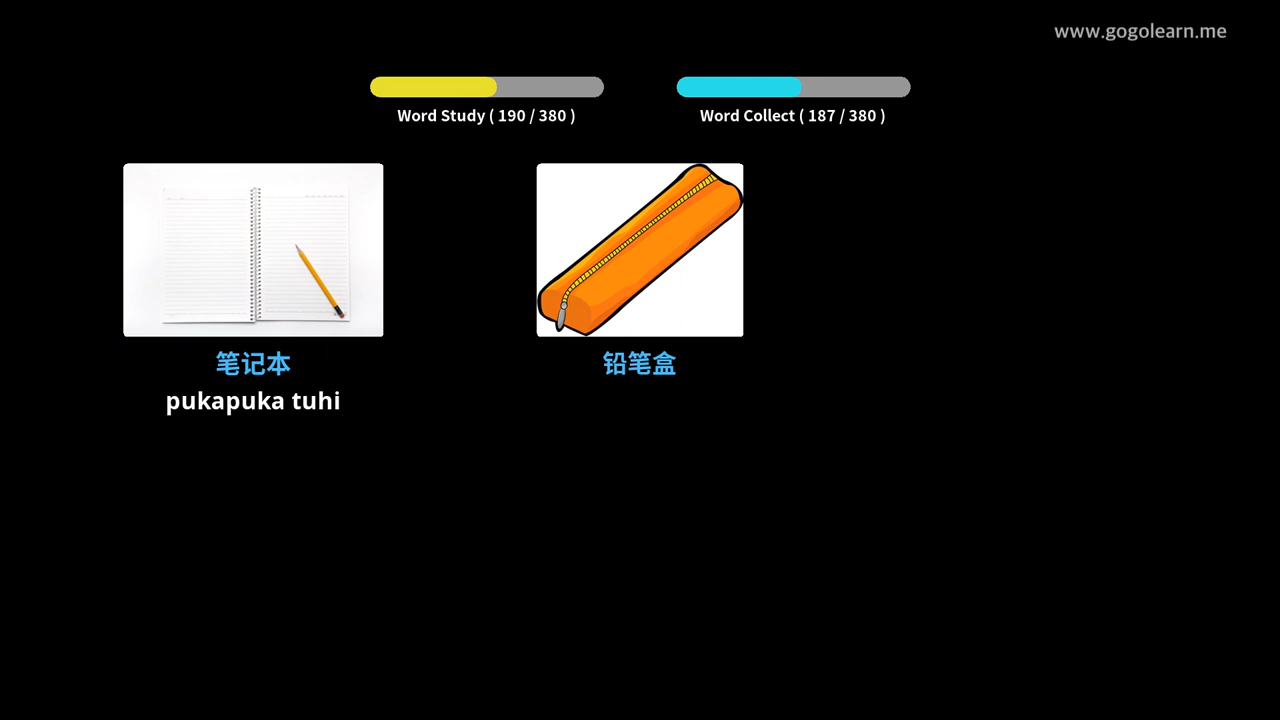 www.gogolearn.me
Word Study ( 190 / 380 )
Word Collect ( 187 / 380 )
笔记本
铅笔盒
pukapuka tuhi